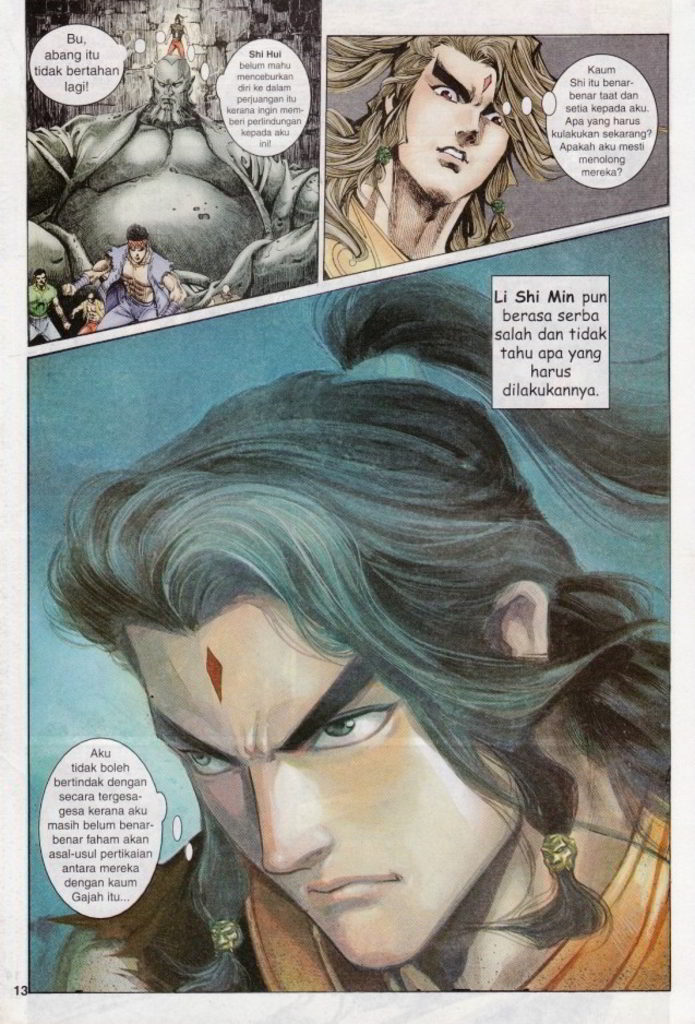 Bu,
abang itu
tidak bertahan
lagi!
Shi Hui
belum mahu
menceburkan
diri ke dalam
perjuangan itu
kerana ingin mem-
beri perlindungan
kepada aku
ini!
Kaum
Shi itu benar-
benar taat dan
setia kepada aku.
Apa yang harus
kulakukan sekarang?
Apakah aku mesti
menolong
mereka?
Li Shi Min pun
berasa serba
salah dan tidak
tahu apa yang
harus
dilakukannya.
Aku
tidak boleh
bertindak dengan
secara tergesa-
gesa kerana aku
masih belum benar-
benar faham akan
asal-usul pertikaian
antara mereka
dengan kaum
Gajah itu...
13